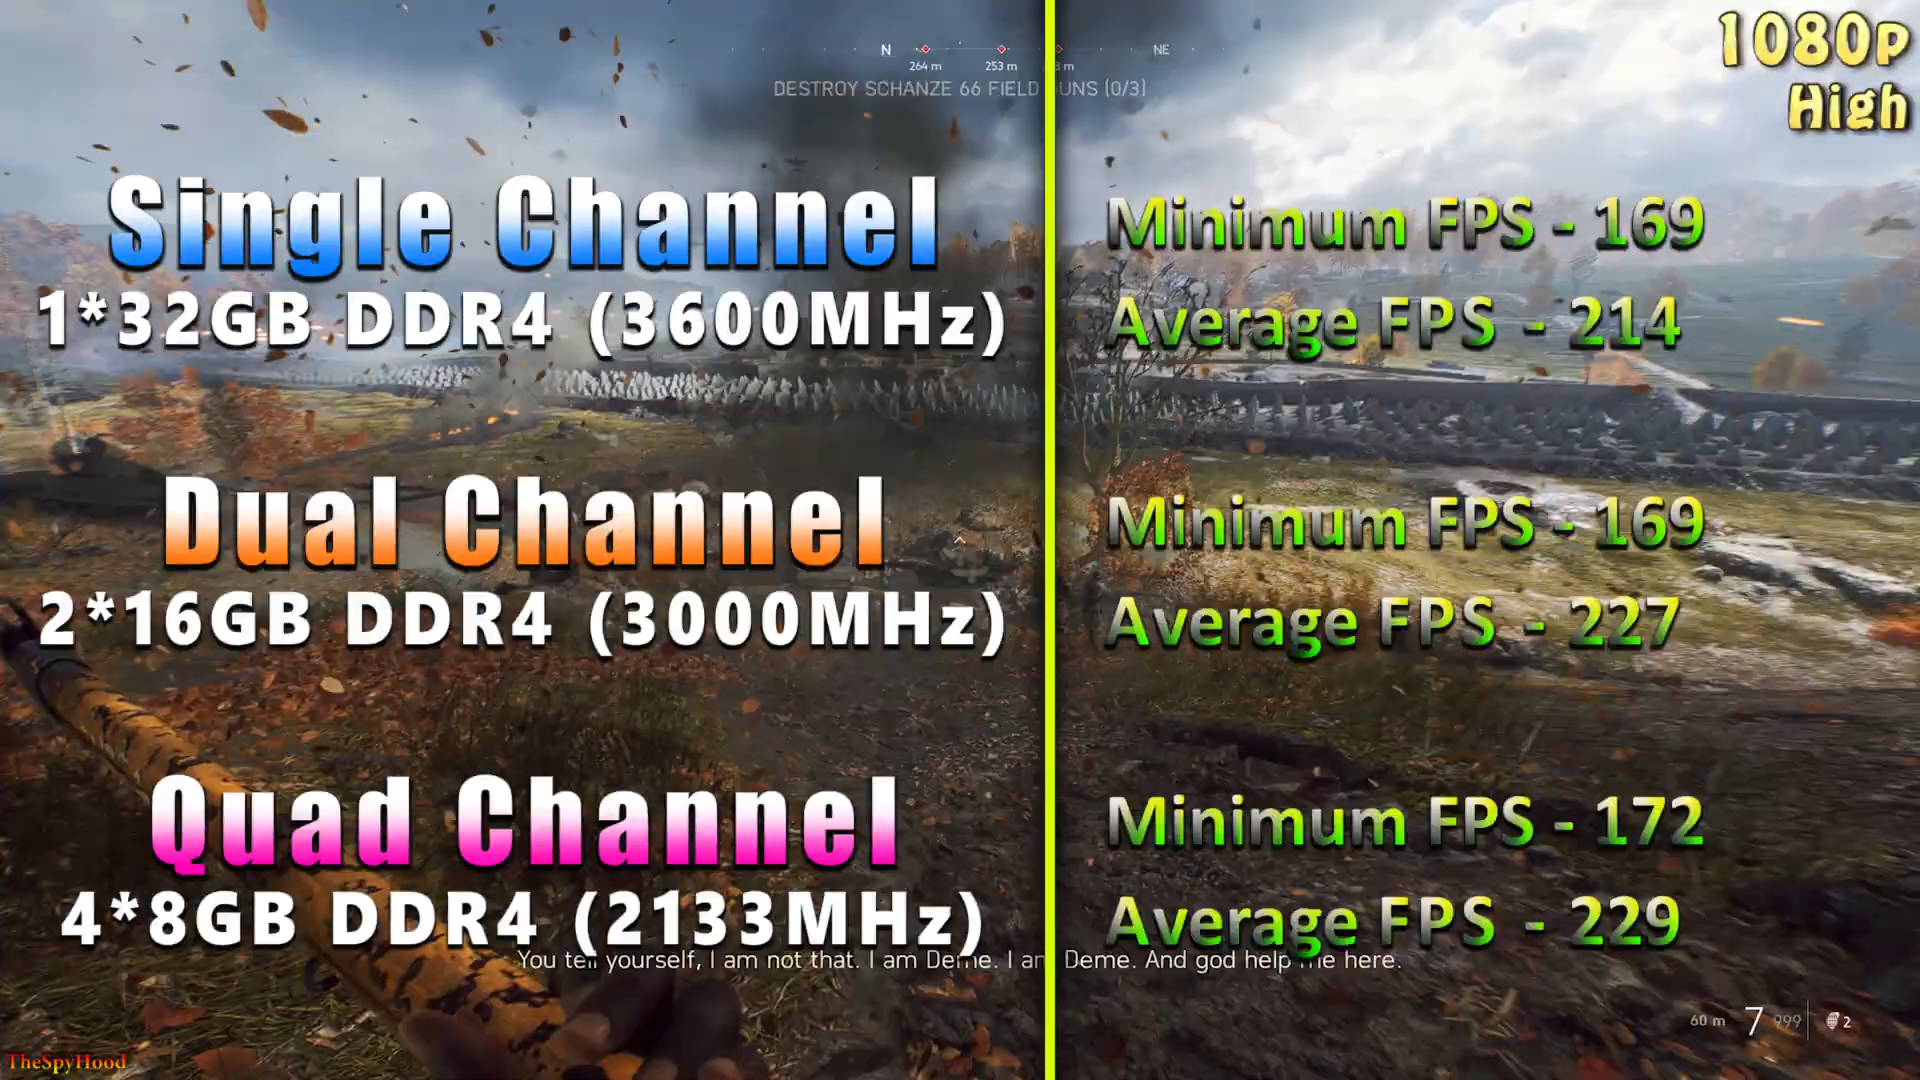 N NE
264 m 253 m 3 m
DESTROY SCHANZE 66 FIELD GUNS (0/3)
1080p
High
Single Channel
1*32GB DDR4 (3600MHz)
Minimum FPS - 169
Average FPS - 214
Dual Channel
2*16GB DDR4 (3000MHz)
Minimum FPS - 169
Average FPS - 227
Quad Channel
4*8GB DDR4 (2133MHz)
Minimum FPS - 172
Average FPS - 229
You tell yourself, I am not that. I am Deme. I am Deme. And god help me here.
60 m 7 999 2
TheSpyHood